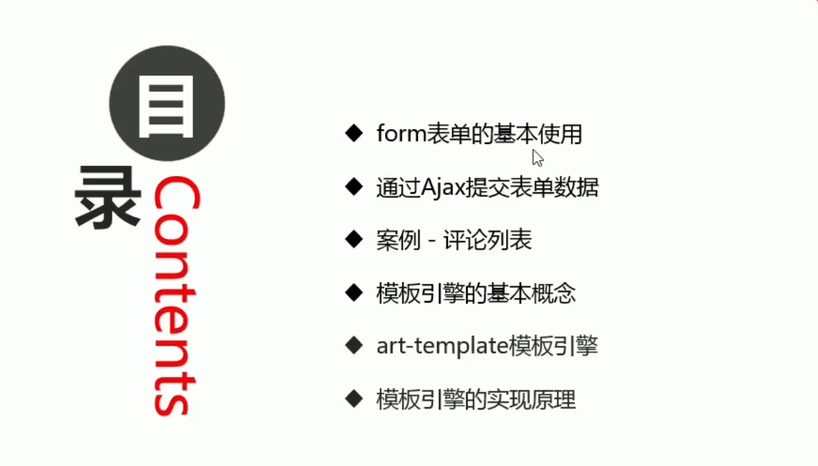 目录
Contents
◆ form表单的基本使用
◆ 通过Ajax提交表单数据
◆ 案例 - 评论列表
◆ 模板引擎的基本概念
◆ art-template模板引擎
◆ 模板引擎的实现原理